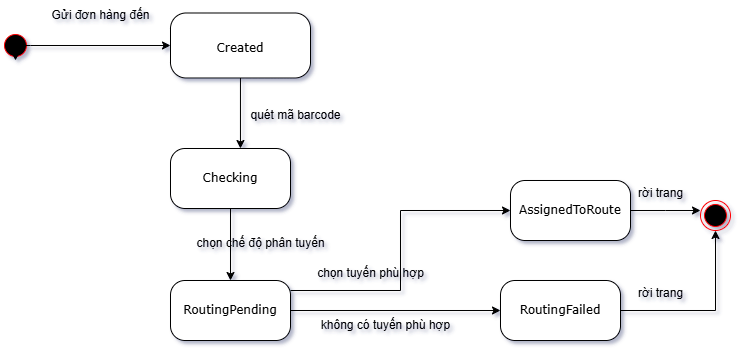 Gửi đơn hàng đến
Created
quét mã barcode
Checking
chọn chế độ phân tuyến
AssignedToRoute
rời trang
chọn tuyến phù hợp
RoutingPending
RoutingFailed
rời trang
không có tuyến phù hợp